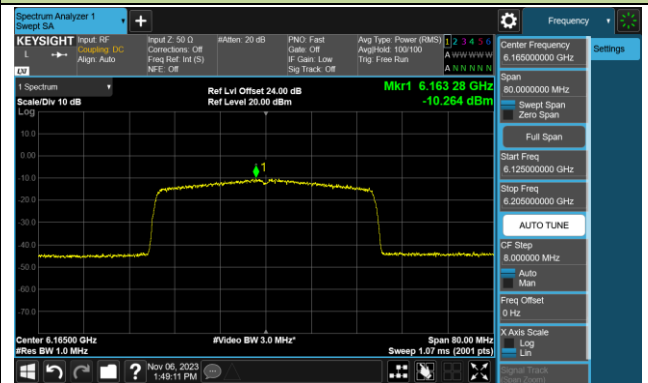 Spectrum Analyzer 1
Swept SA
Frequency
KEYSIGHT
Input: RF
Coupling: DC
Align: Auto
Input Z: 50 Ω
Corrections: Off
Freq Ref: Int (S)
NFE: Off
#Atten: 20 dB
PNO: Fast
Gate: Off
IF Gain: Low
Sig Track: Off
Avg Type: Power (RMS)
Avg|Hold: 100/100
Trig: Free Run
1 2 3 4 5 6
A W W W W W
A N N N N N
L
LXI
1 Spectrum
Scale/Div 10 dB
Log
Ref Lvl Offset 24.00 dB
Ref Level 20.00 dBm
Mkr1 6.163 28 GHz
-10.264 dBm
1
10.0
0.00
-10.0
-20.0
-30.0
-40.0
-50.0
-60.0
-70.0
Center 6.16500 GHz
#Res BW 1.0 MHz
#Video BW 3.0 MHz*
Span 80.00 MHz
Sweep 1.07 ms (2001 pts)
Nov 06, 2023
1:49:11 PM
Center Frequency
6.165000000 GHz
Settings
Span
80.0000000 MHz
Swept Span
Zero Span
Full Span
Start Freq
6.125000000 GHz
Stop Freq
6.205000000 GHz
AUTO TUNE
CF Step
8.000000 MHz
Auto
Man
Freq Offset
0 Hz
X Axis Scale
Log
Lin
Signal Track
(Span Zoom)